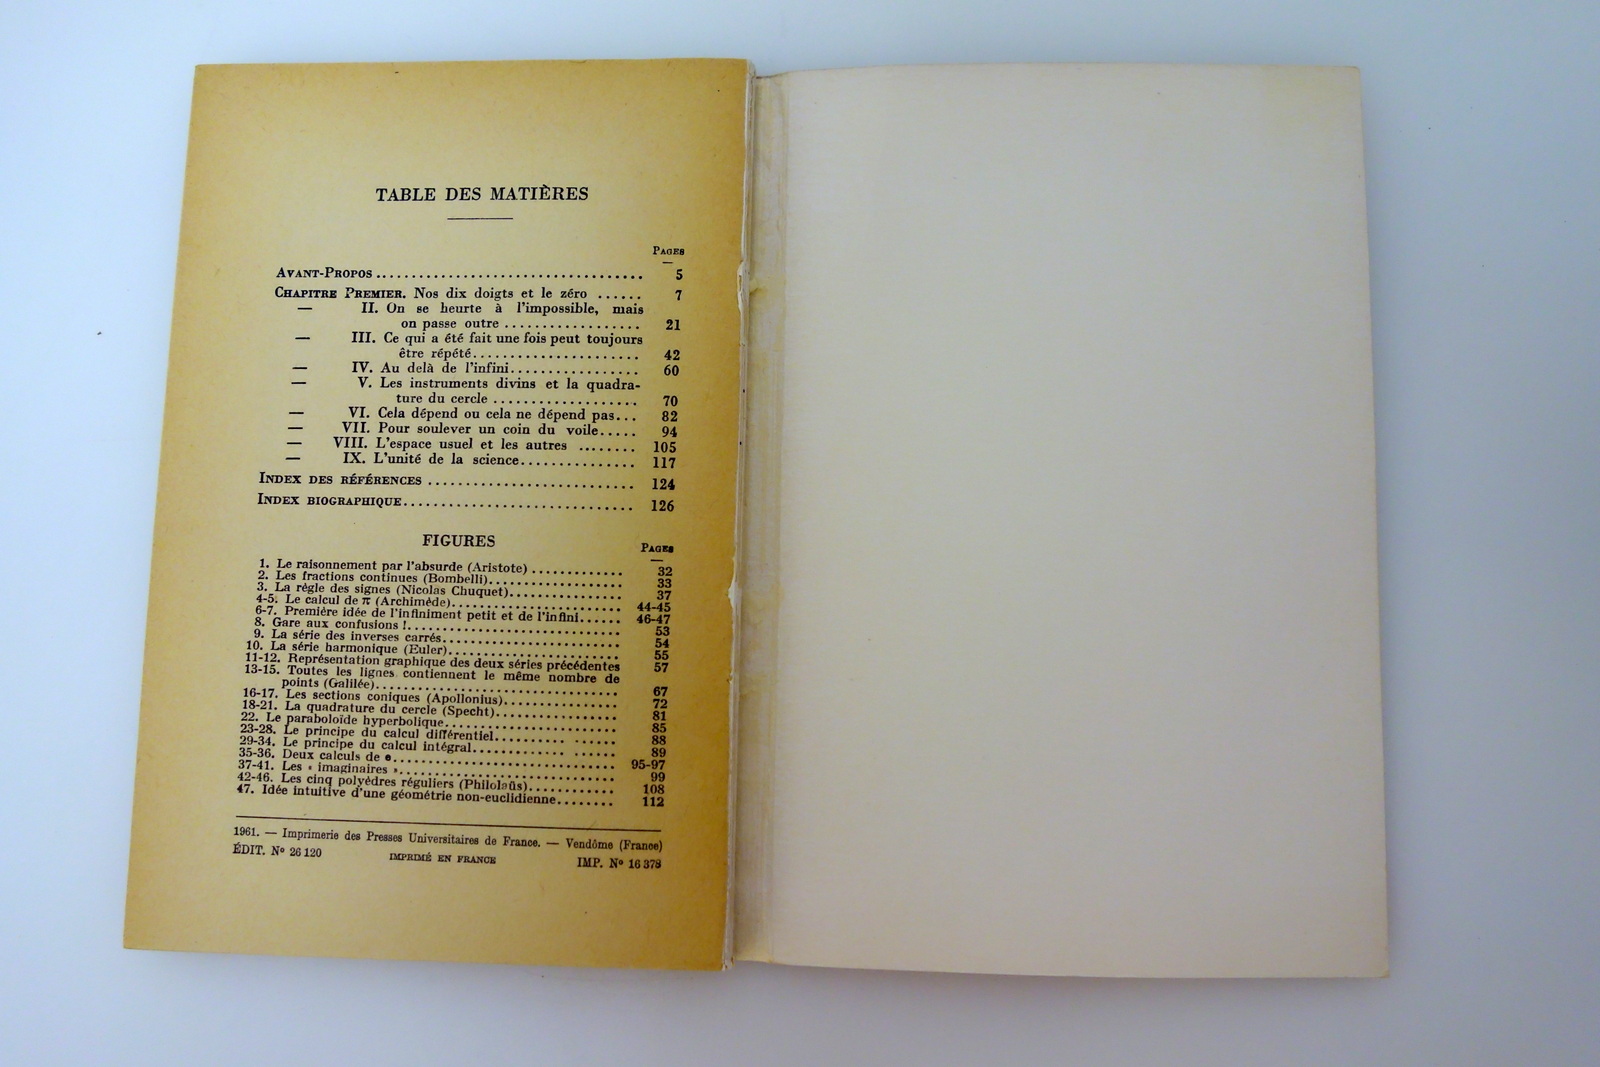 TABLE DES MATIÈRES
PAGES
AVANT-PROPOS .................................... 5
CHAPITRE PREMIER. Nos dix doigts et le zéro ...... 7
— II. On se heurte à l'impossible, mais
on passe outre .................. 21
— III. Ce qui a été fait une fois peut toujours
être répété...................... 42
— IV. Au delà de l'infini................. 60
— V. Les instruments divins et la quadra-
ture du cercle ................... 70
— VI. Cela dépend ou cela ne dépend pas... 82
— VII. Pour soulever un coin du voile..... 94
— VIII. L'espace usuel et les autres ........ 105
— IX. L'unité de la science............... 117
INDEX DES RÉFÉRENCES ........................... 124
INDEX BIOGRAPHIQUE.............................. 126
FIGURES
PAGES
1. Le raisonnement par l'absurde (Aristote) ............ 32
2. Les fractions continues (Bombelli)................. 33
3. La règle des signes (Nicolas Chuquet).............. 37
4-5. Le calcul de π (Archimède)..................... 44-45
6-7. Première idée de l'infiniment petit et de l'infini...... 46-47
8. Gare aux confusions !........................... 53
9. La série des inverses carrés....................... 54
10. La série harmonique (Euler)...................... 55
11-12. Représentation graphique des deux séries précédentes 57
13-15. Toutes les lignes contiennent le même nombre de
points (Galilée)............................... 67
16-17. Les sections coniques (Apollonius)............... 72
18-21. La quadrature du cercle (Specht)................ 81
22. Le paraboloïde hyperbolique...................... 85
23-28. Le principe du calcul différentiel........... ...... 88
29-34. Le principe du calcul intégral............. ...... 89
35-36. Deux calculs de e............................ 95-97
37-41. Les « imaginaires »........................... 99
42-46. Les cinq polyèdres réguliers (Philolaüs)........... 108
47. Idée intuitive d'une géométrie non-euclidienne........ 112
1961. — Imprimerie des Presses Universitaires de France. — Vendôme (France)
ÉDIT. Nº 26 120 IMPRIMÉ EN FRANCE IMP. Nº 16 378